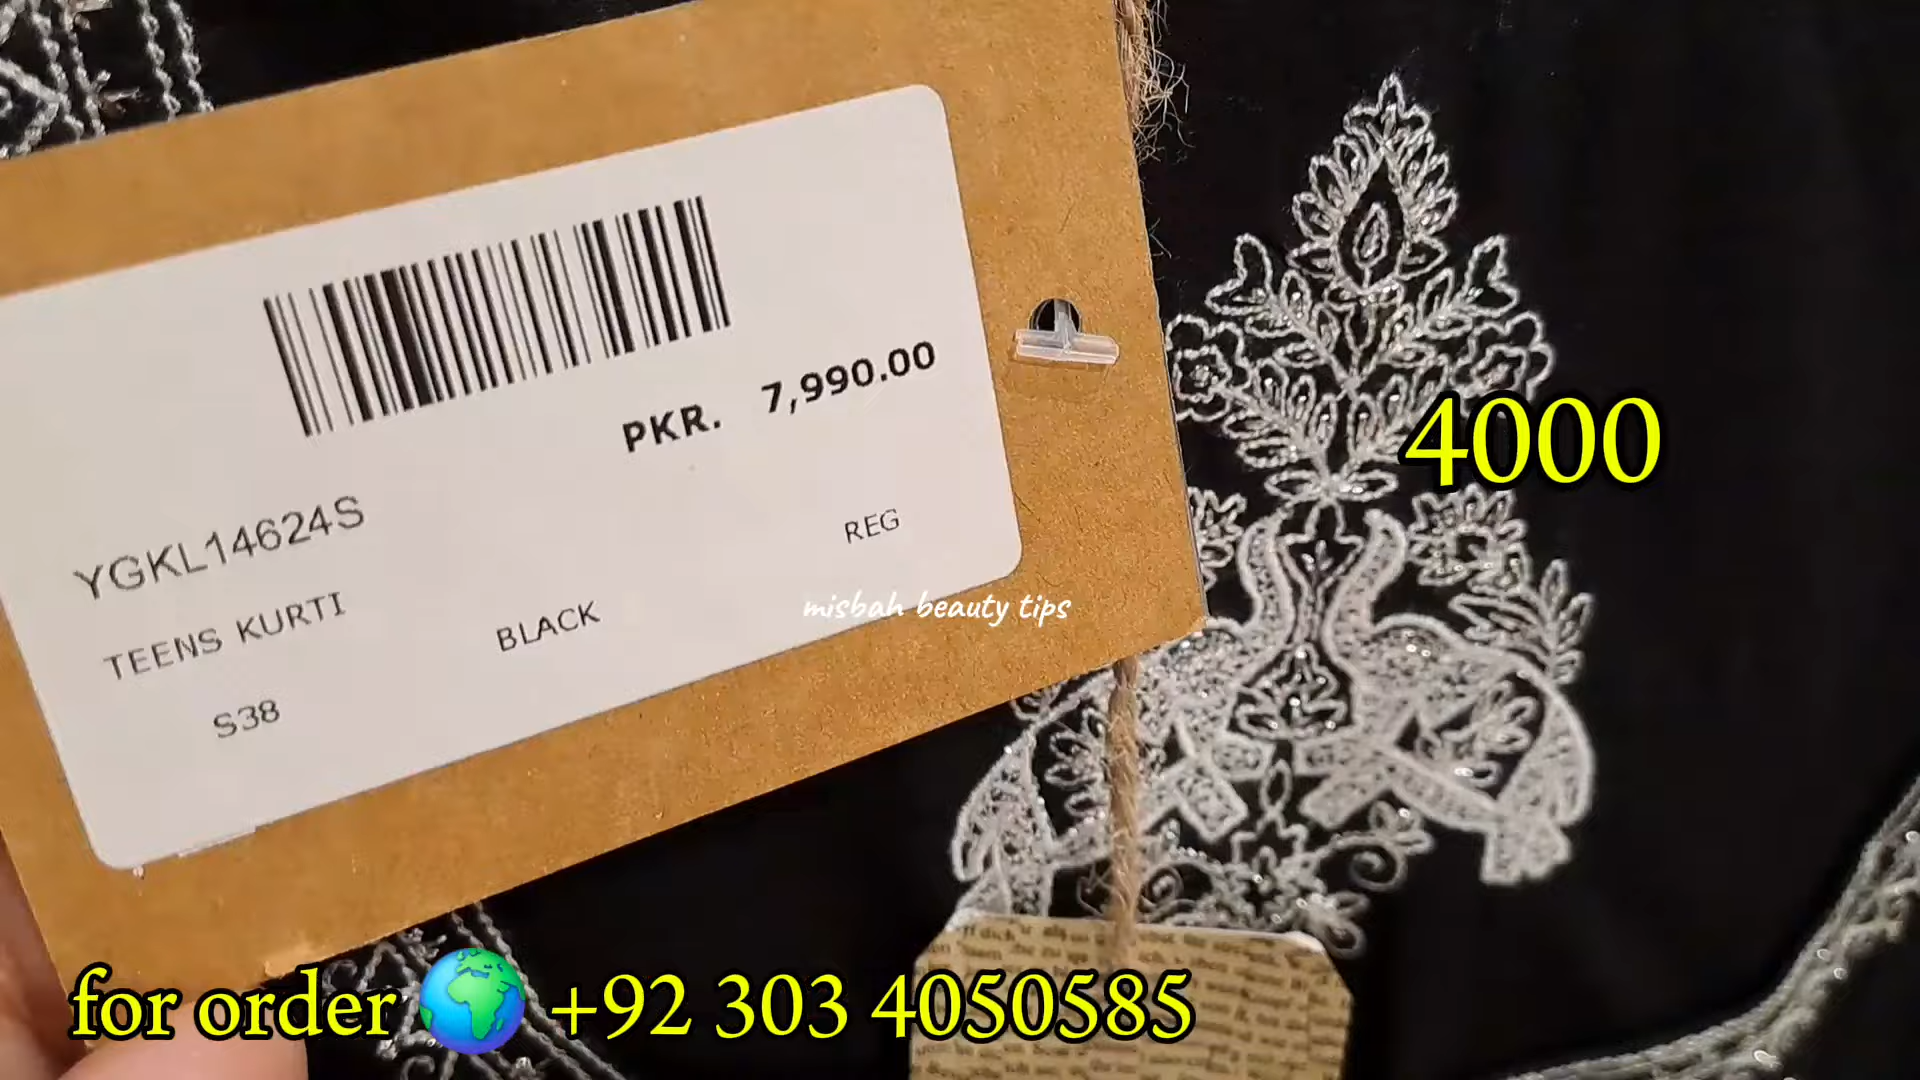 PKR. 7,990.00
4000
YGKL14624S
REG
TEENS KURTI
BLACK
misbah beauty tips
S38
for order 🌍 +92 303 4050585